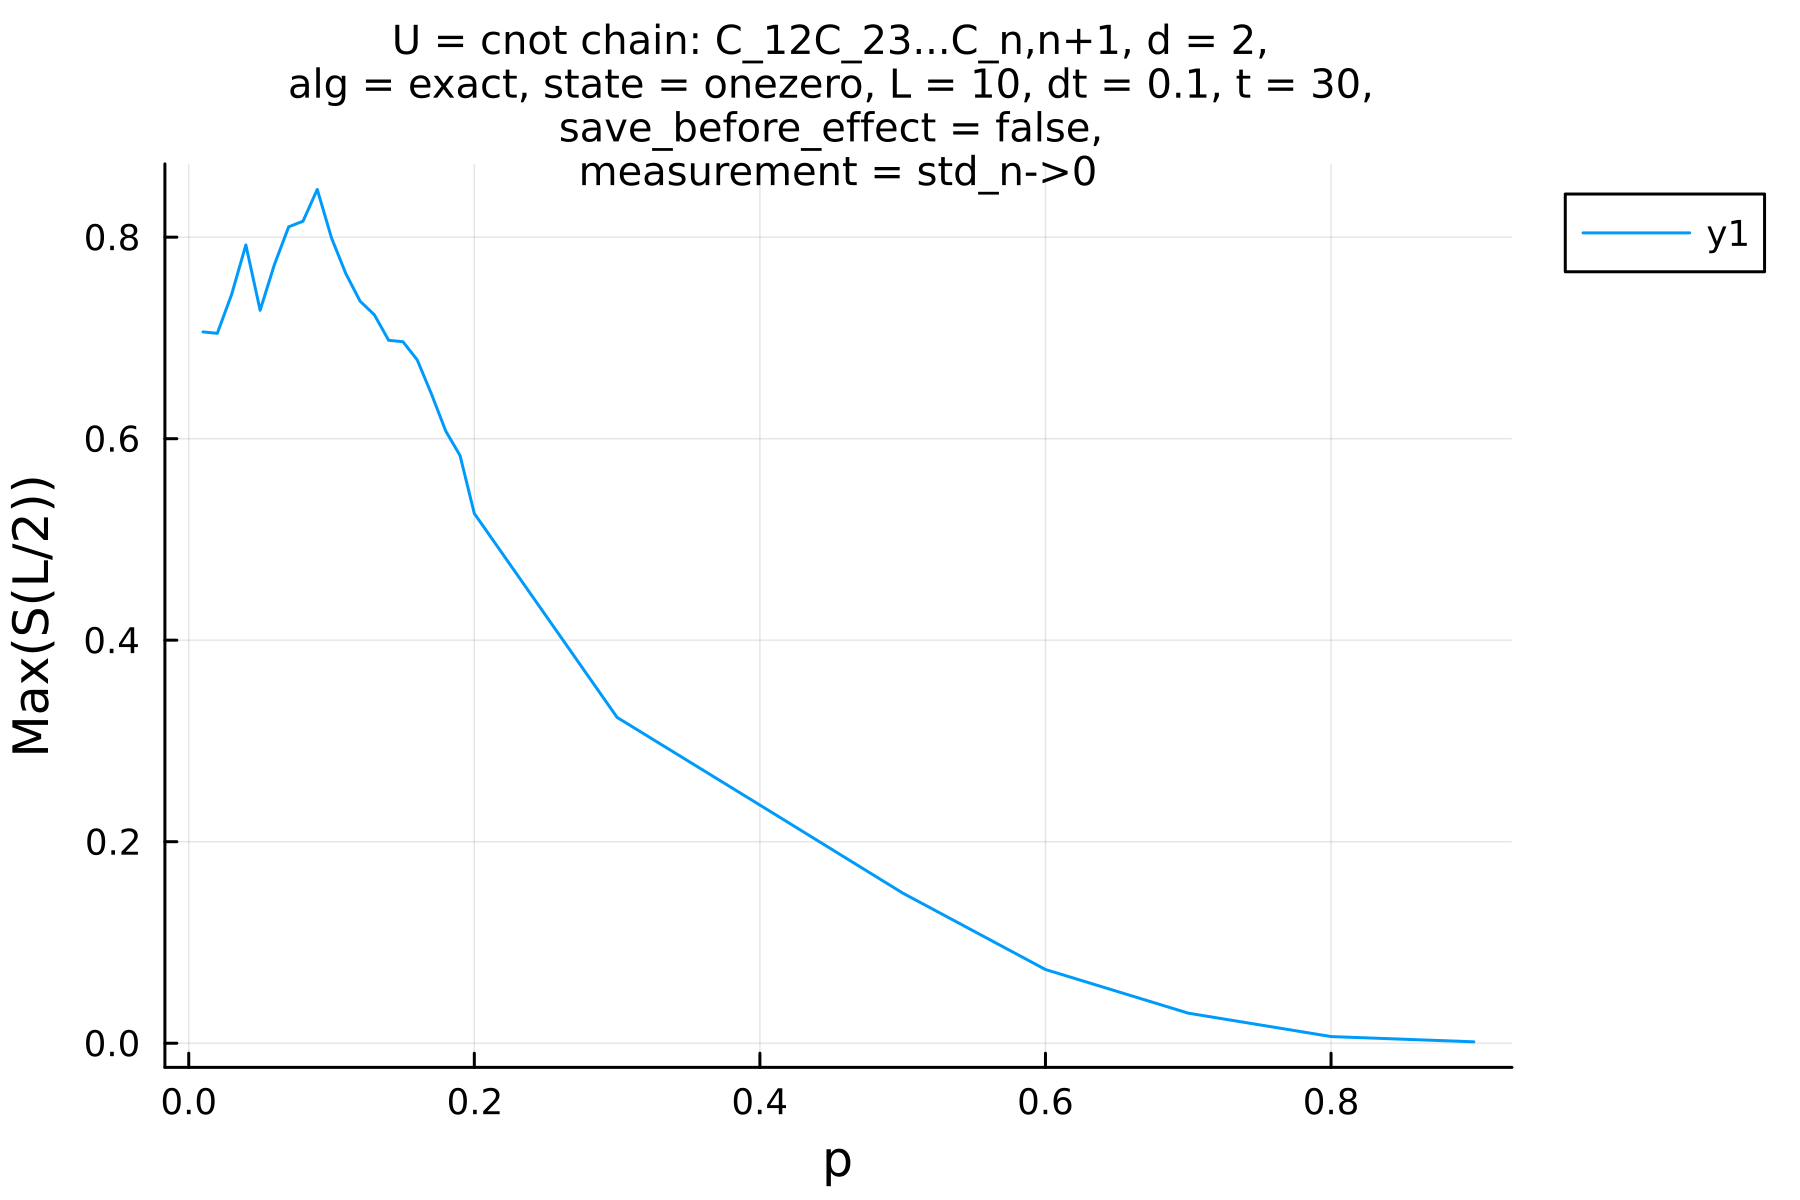 U = cnot chain: C_12C_23...C_n,n+1, d = 2,
alg = exact, state = onezero, L = 10, dt = 0.1, t = 30,
save_before_effect = false,
measurement = std_n->0
y1
Max(S(L/2))
0.8
0.6
0.4
0.2
0.0
0.0 0.2 0.4 0.6 0.8
p